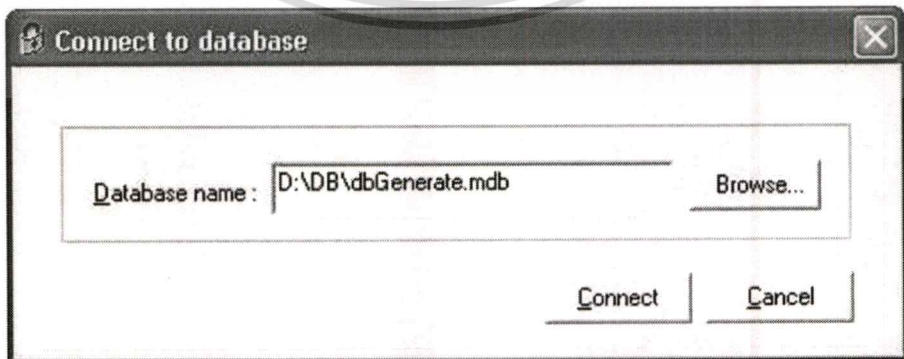 Connect to database
Database name : D:\DB\dbGenerate.mdb Browse...
Connect Cancel